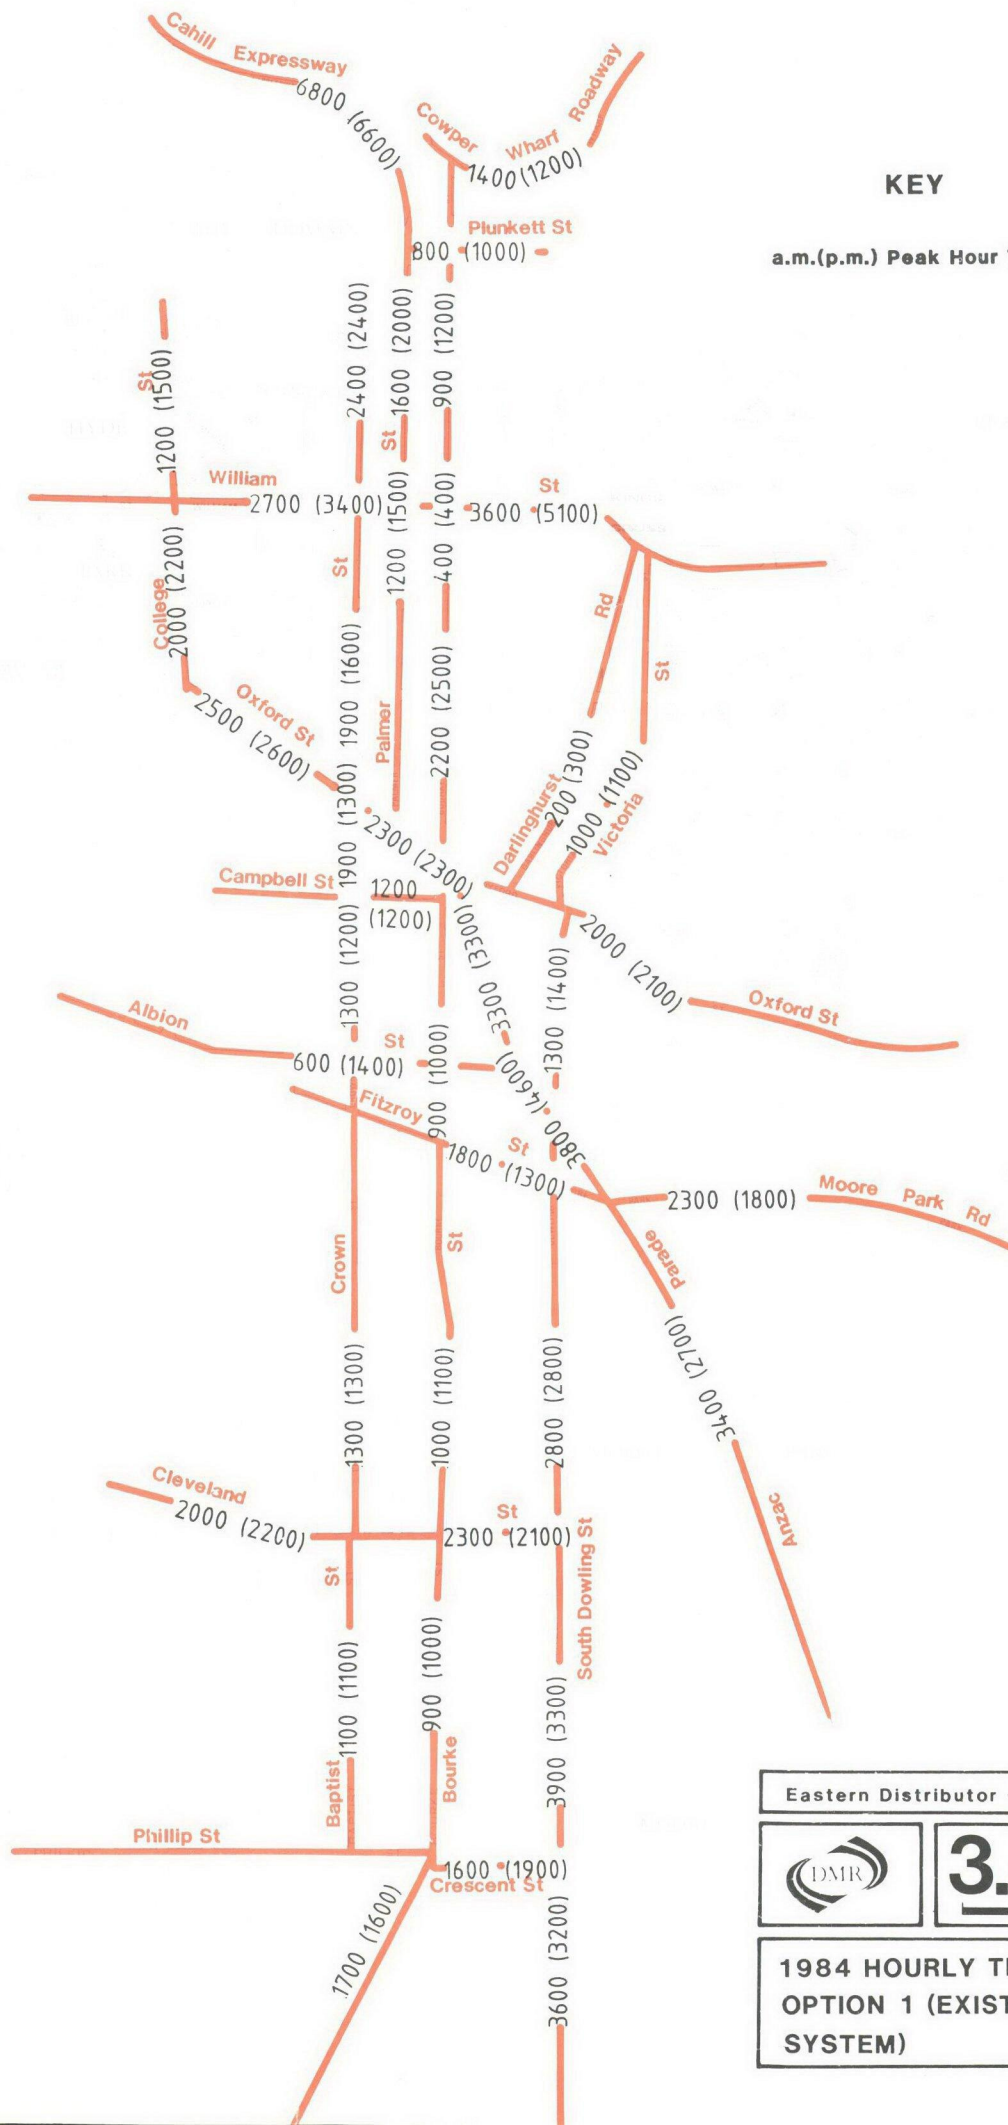 Cahill Expressway
6800 (6600)
Cowper Wharf Roadway
1400 (1200)
KEY
a.m.(p.m.) Peak Hour
Plunkett St
800 (1000)
2400 (2400)
1600 (2000)
900 (1200)
St
1200 (1500)
St
William St
2700 (3400)
3600 (5100)
1200 (1500)
400 (400)
College
2000 (2200)
St
Rd
St
Oxford St
2500 (2600)
1900 (1600)
Palmer
2200 (2500)
Darlinghurst
200 (300)
1000 (1100)
Victoria
1900 (1300)
2300 (2300)
Campbell St
1200
(1200)
3300 (3300)
2000 (2100)
Oxford St
1300 (1200)
1300 (1400)
Albion St
600 (1400)
900 (1000)
3800 (4600)
Fitzroy St
1800 (1300)
2300 (1800)
Moore Park Rd
Crown
St
Parade
3400 (2700)
1300 (1300)
1000 (1100)
2800 (2800)
Cleveland St
2000 (2200)
2300 (2100)
Anzac
St
South Dowling St
1100 (1100)
900 (1000)
3900 (3300)
Baptist
Bourke
Phillip St
1600 (1900)
Crescent St
1700 (1600)
3600 (3200)
Eastern Distributor
DMR
3.
1984 HOURLY
OPTION 1 (EXIST
SYSTEM)